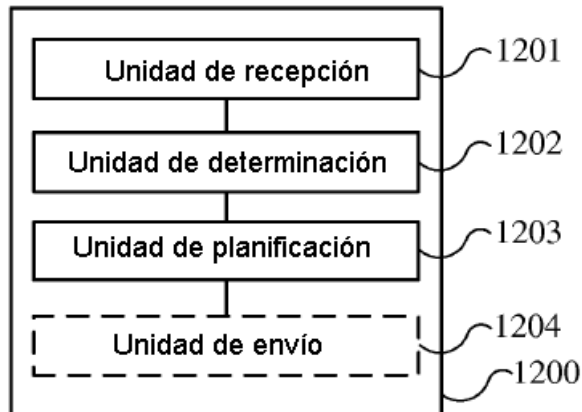 Unidad de recepción 1201
Unidad de determinación 1202
Unidad de planificación 1203
Unidad de envío 1204
1200